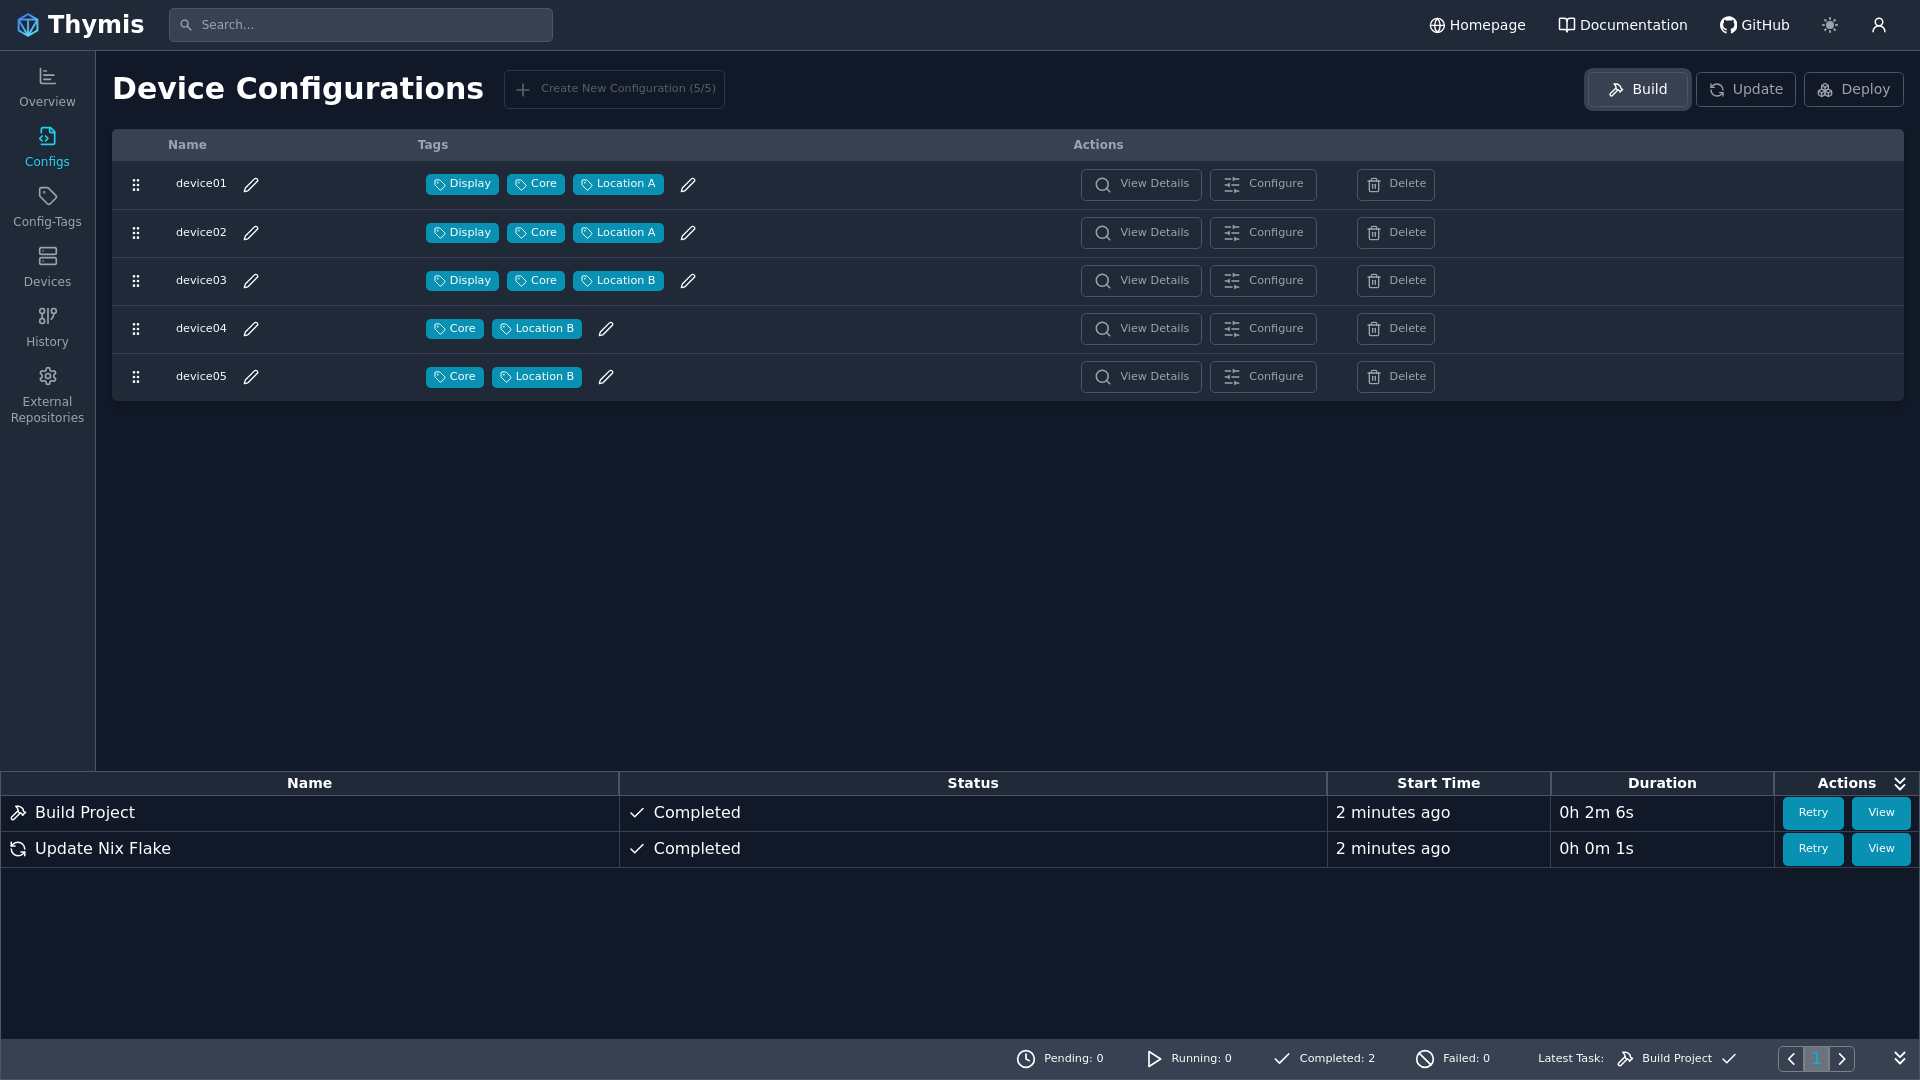 Thymis
Search...
Homepage
Documentation
GitHub
Overview
Configs
Config-Tags
Devices
History
External
Repositories
Device Configurations
Create New Configuration (5/5)
Build
Update
Deploy
Name Tags Actions
device01 Display Core Location A View Details Configure Delete
device02 Display Core Location A View Details Configure Delete
device03 Display Core Location B View Details Configure Delete
device04 Core Location B View Details Configure Delete
device05 Core Location B View Details Configure Delete
Name Status Start Time Duration Actions
Build Project Completed 2 minutes ago 0h 2m 6s Retry View
Update Nix Flake Completed 2 minutes ago 0h 0m 1s Retry View
Pending: 0 Running: 0 Completed: 2 Failed: 0 Latest Task: Build Project 1